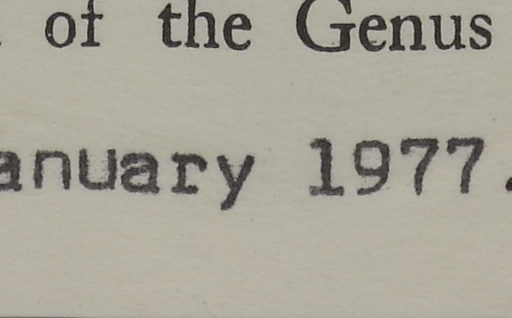 of the Genus
anuary 1977.